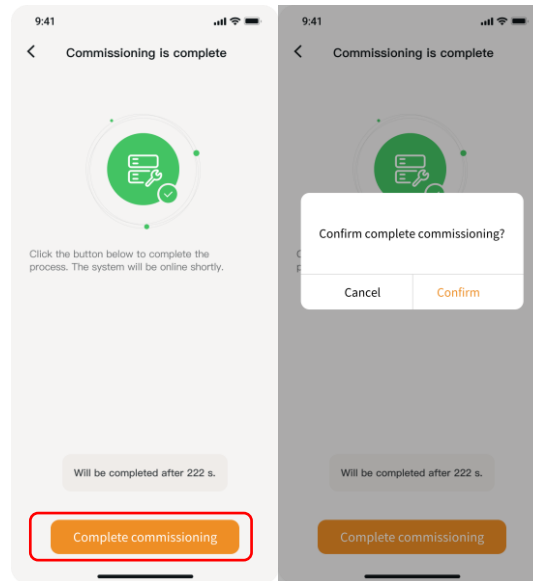 9:41
Commissioning is complete
Click the button below to complete the
process. The system will be online shortly.
Will be completed after 222 s.
Complete commissioning
9:41
Commissioning is complete
C
p
Confirm complete commissioning?
Cancel
Confirm
Will be completed after 222 s.
Complete commissioning